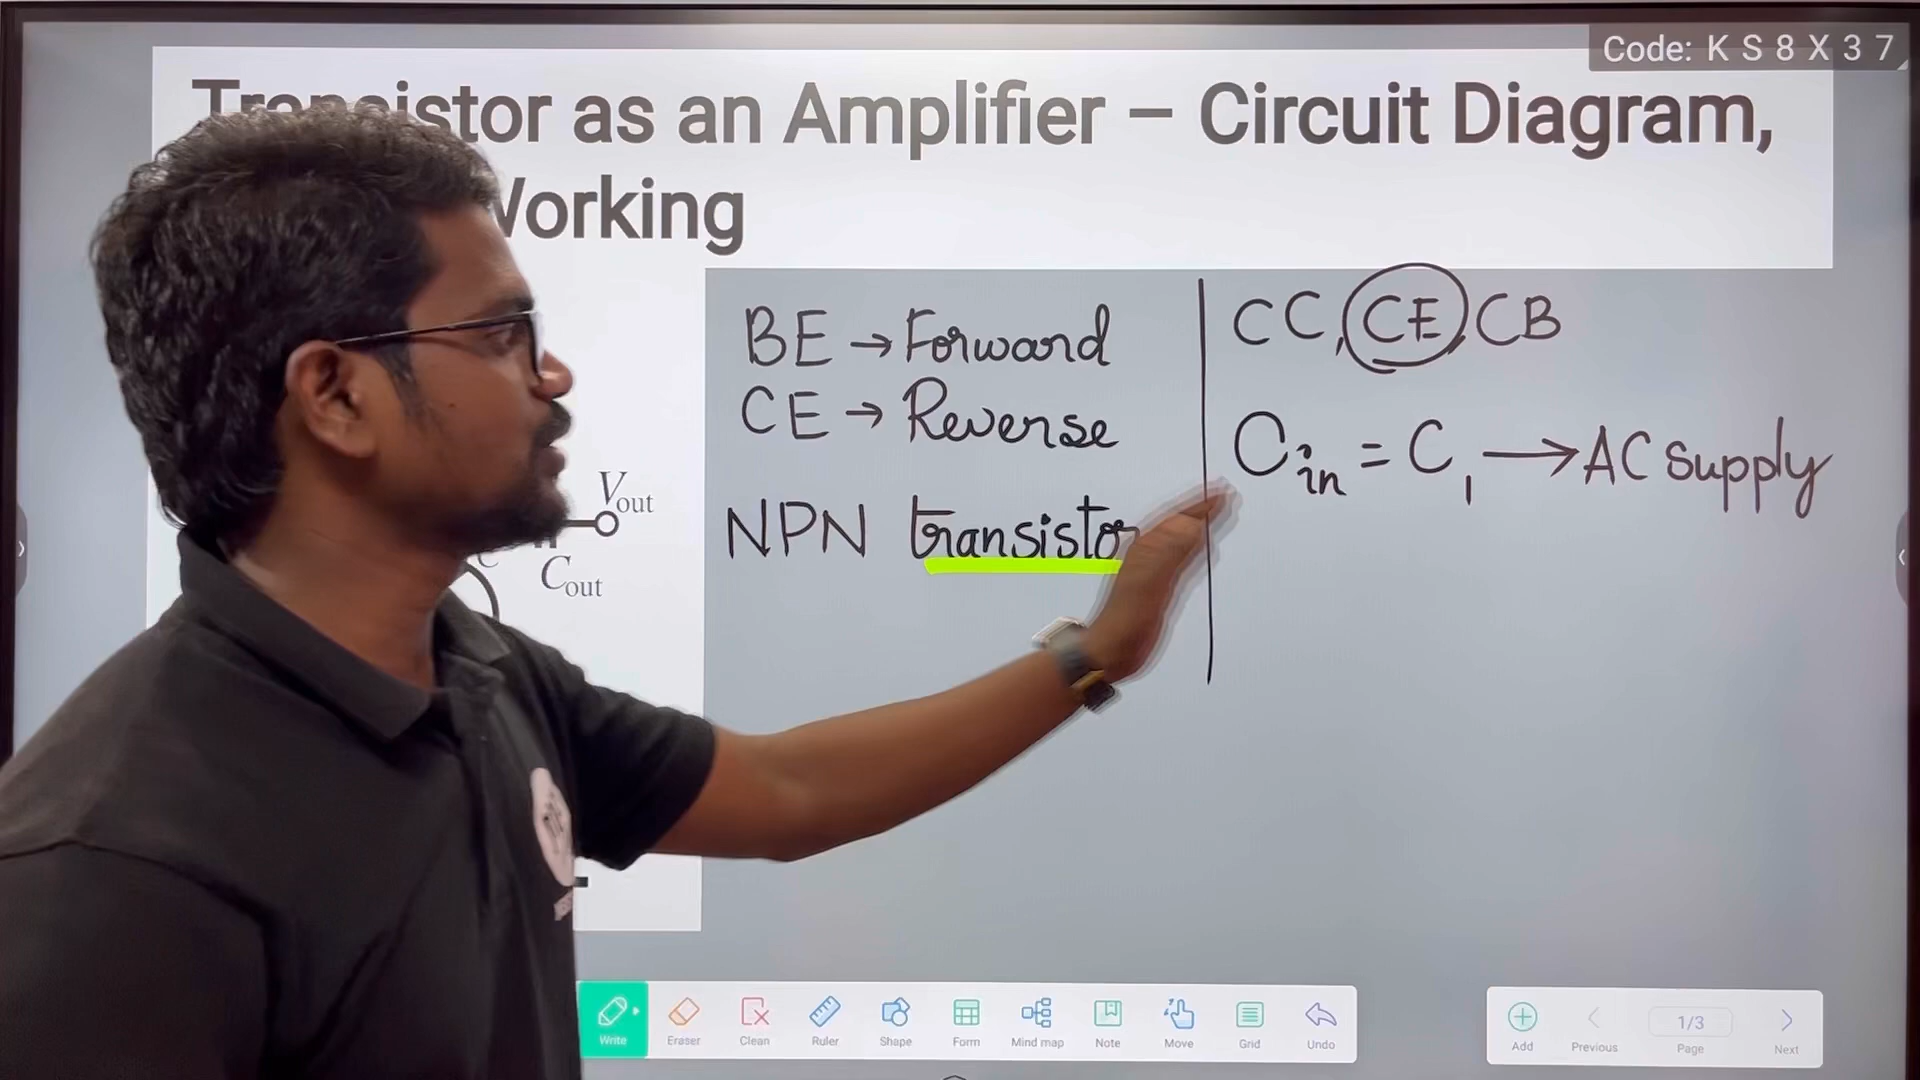 Code: K S 8 X 3 7
Transistor as an Amplifier – Circuit Diagram,
Working
BE → Forward
CE → Reverse
NPN transistor
CC, CE, CB
Cin = C1 → AC supply
Vout
Cout
C
Write
Eraser
Clean
Ruler
Shape
Form
Mind map
Note
Move
Grid
Undo
Add
Previous
1/3
Page
Next